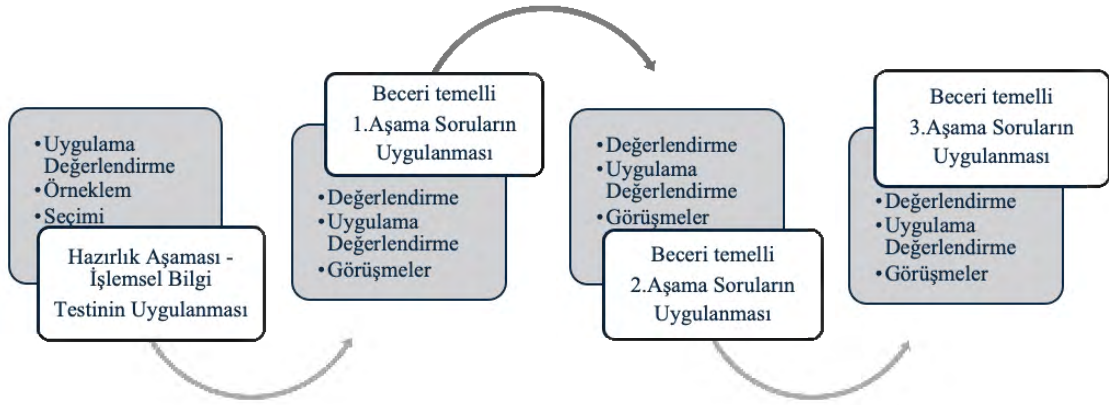 •Uygulama
Değerlendirme
•Örneklem
•Seçimi
Hazırlık Aşaması -
İşlemsel Bilgi
Testinin Uygulanması
Beceri temelli
1.Aşama Soruların
Uygulanması
•Değerlendirme
•Uygulama
Değerlendirme
•Görüşmeler
•Değerlendirme
•Uygulama
Değerlendirme
•Görüşmeler
Beceri temelli
2.Aşama Soruların
Uygulanması
Beceri temelli
3.Aşama Soruların
Uygulanması
•Değerlendirme
•Uygulama
Değerlendirme
•Görüşmeler